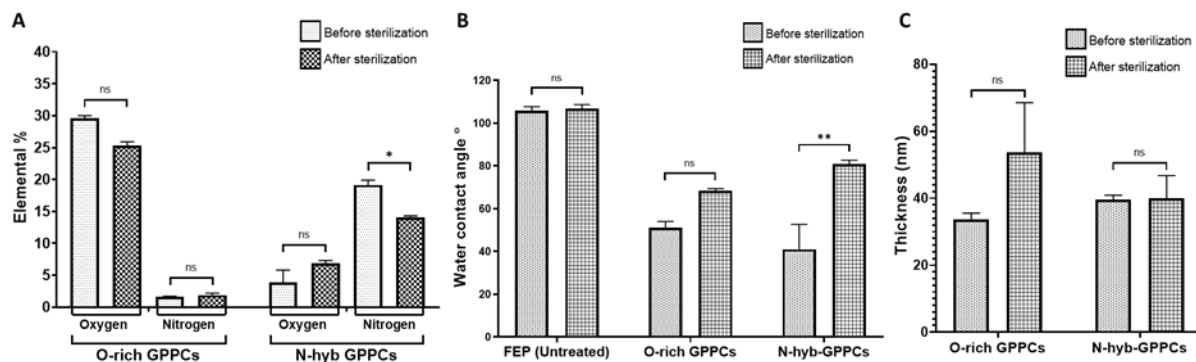 A
Before sterilization
After sterilization
Elemental %
40
35
30
25
20
15
10
5
0
ns
ns
ns
*
Oxygen
Nitrogen
Oxygen
Nitrogen
O-rich GPPCs
N-hyb GPPCs
B
Before sterilization
After sterilization
Water contact angle °
120
100
80
60
40
20
0
ns
ns
**
FEP (Untreated)
O-rich GPPCs
N-hyb-GPPCs
C
Before sterilization
After sterilization
Thickness (nm)
80
60
40
20
0
ns
ns
O-rich GPPCs
N-hyb-GPPCs